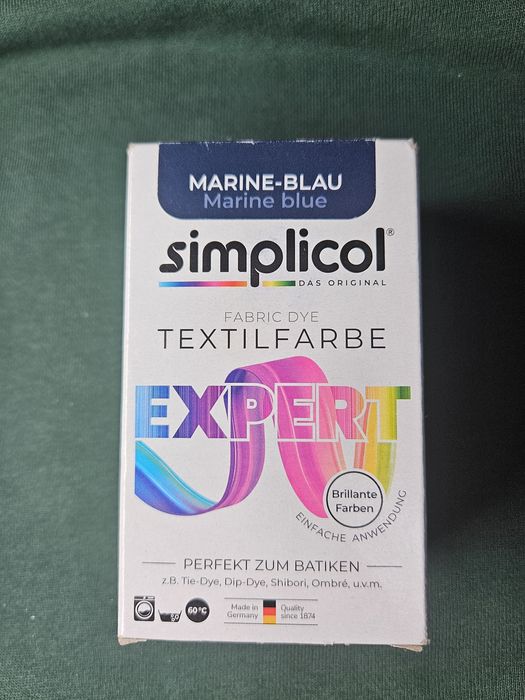 MARINE-BLAU
Marine blue
simplicol®
DAS ORIGINAL
FABRIC DYE
TEXTILFARBE
EXPERT
Brillante
Farben
EINFACHE ANWENDUNG
PERFEKT ZUM BATIKEN
z.B. Tie-Dye, Dip-Dye, Shibori, Ombré, u.v.m.
60°C
Made in
Germany
Quality
since 1874